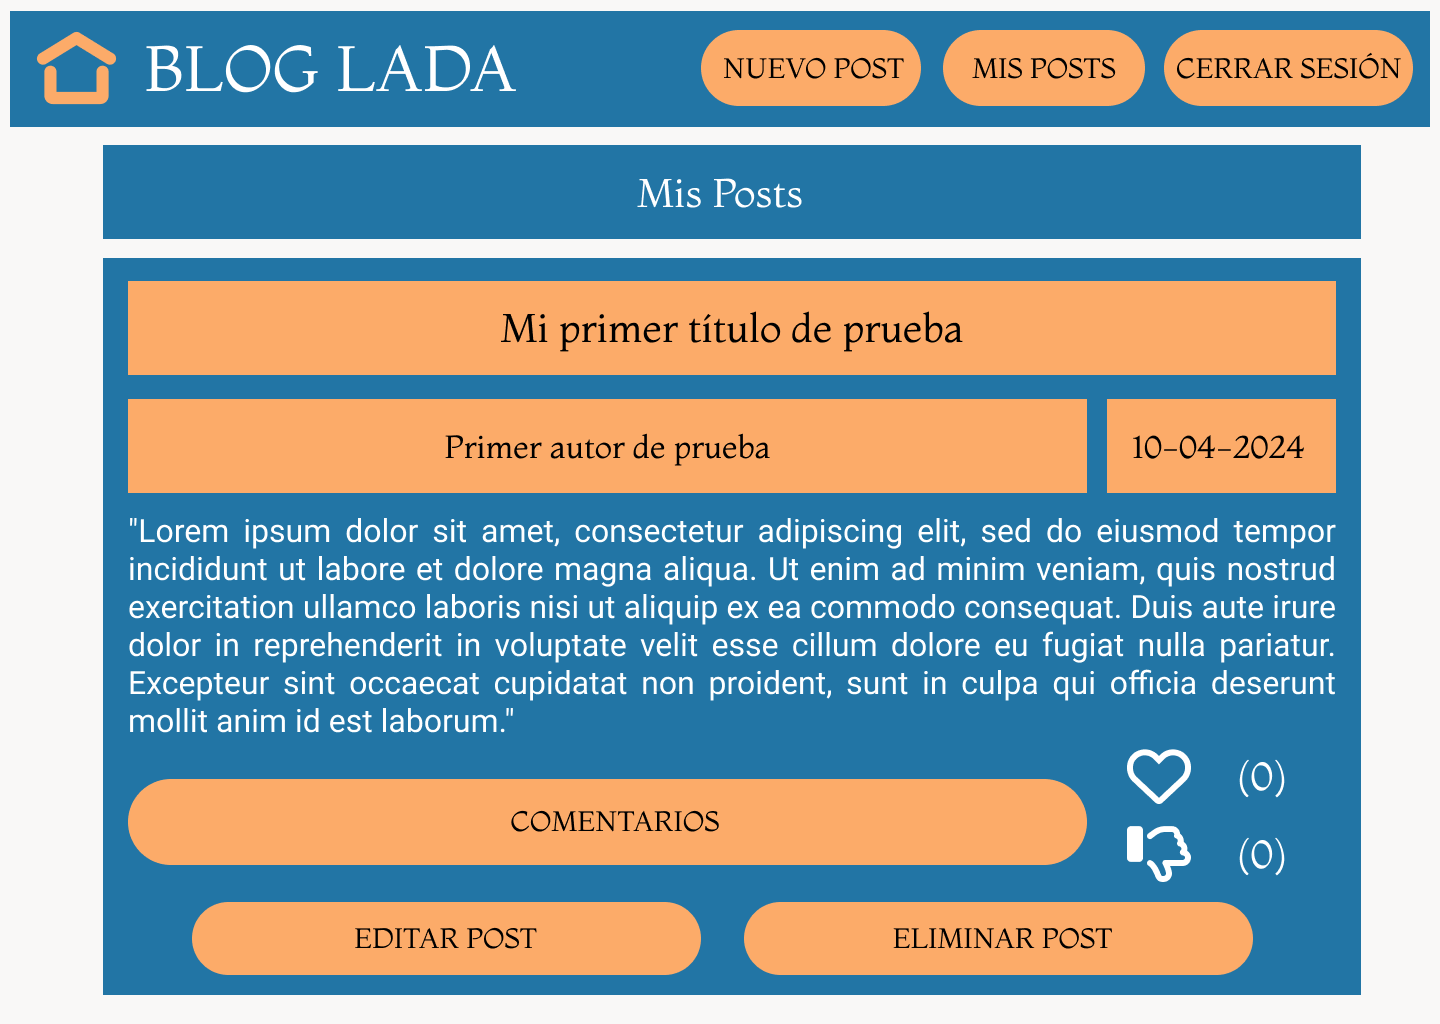 BLOG LADA
NUEVO POST
MIS POSTS
CERRAR SESIÓN
Mis Posts
Mi primer título de prueba
Primer autor de prueba
10-04-2024
"Lorem ipsum dolor sit amet, consectetur adipiscing elit, sed do eiusmod tempor
incididunt ut labore et dolore magna aliqua. Ut enim ad minim veniam, quis nostrud
exercitation ullamco laboris nisi ut aliquip ex ea commodo consequat. Duis aute irure
dolor in reprehenderit in voluptate velit esse cillum dolore eu fugiat nulla pariatur.
Excepteur sint occaecat cupidatat non proident, sunt in culpa qui officia deserunt
mollit anim id est laborum."
(0)
COMENTARIOS
(0)
EDITAR POST
ELIMINAR POST